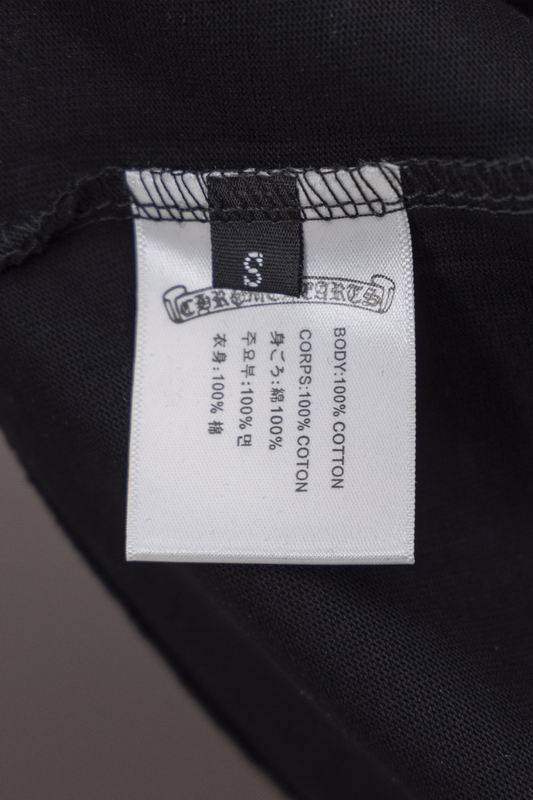 S
CHROME HEARTS
BODY:100% COTTON
CORPS:100% COTON
身ごろ:綿100%
주요부:100% 면
衣身:100% 棉